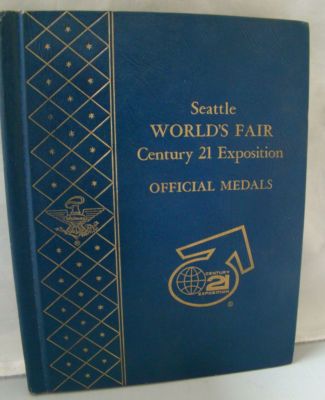 Seattle
WORLD'S FAIR
Century 21 Exposition
OFFICIAL MEDALS
CENTURY
21
EXPOSITION
®